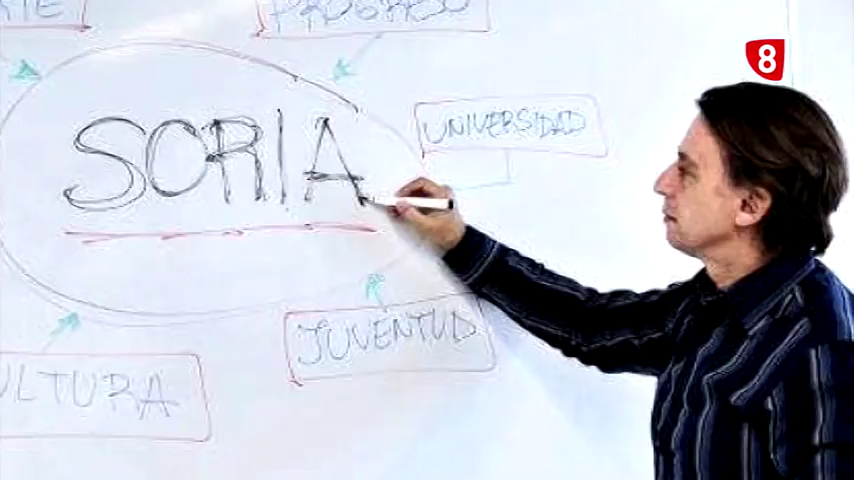 PROGRESO
8
SORIA
UNIVERSIDAD
JUVENTUD
ULTURA